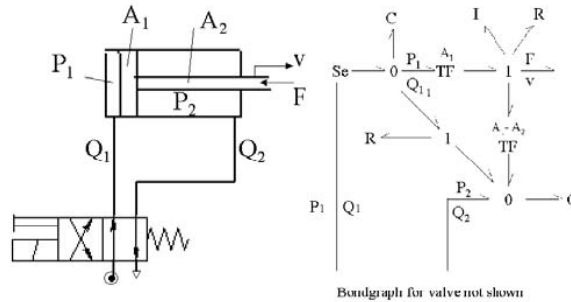 A₁ A₂
P₁
v
F
P₂
Q₁ Q₂
C I R
Se 0 P₁ A₁ TF 1 F
Q₁₁ v
R 1 A₁-A₂
TF
P₁ Q₁ P₂ 0 C
Q₂
Bondgraph for valve not shown